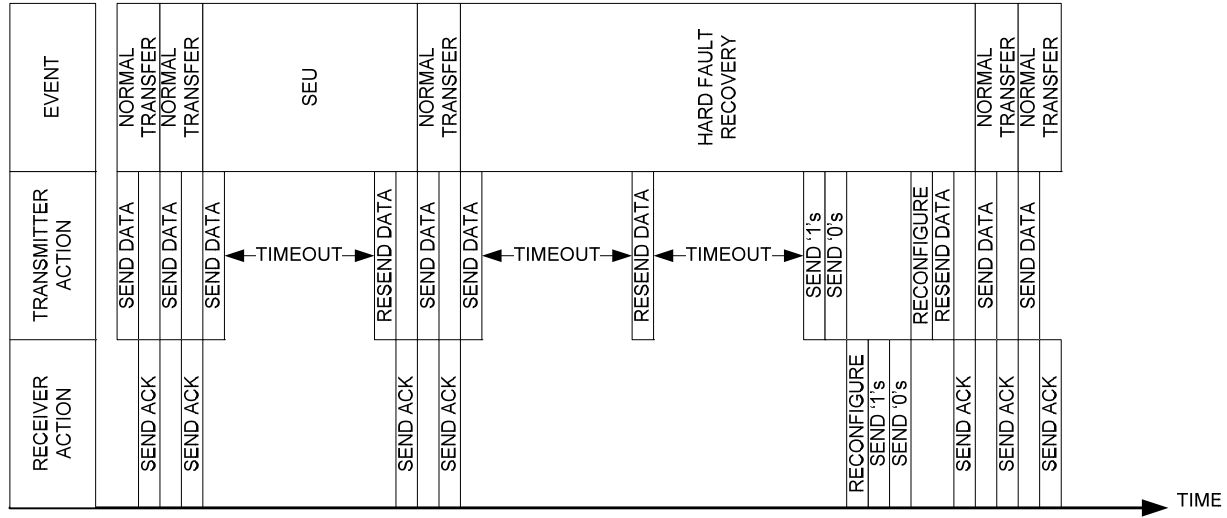 EVENT
NORMAL
TRANSFER
NORMAL
TRANSFER
SEU
NORMAL
TRANSFER
HARD FAULT
RECOVERY
NORMAL
TRANSFER
NORMAL
TRANSFER
TRANSMITTER
ACTION
SEND DATA
SEND DATA
SEND DATA
TIMEOUT
RESEND DATA
SEND DATA
SEND DATA
TIMEOUT
RESEND DATA
TIMEOUT
SEND ‘1’s
SEND ‘0’s
RECONFIGURE
RESEND DATA
SEND DATA
SEND DATA
RECEIVER
ACTION
SEND ACK
SEND ACK
SEND ACK
SEND ACK
RECONFIGURE
SEND ‘1’s
SEND ‘0’s
SEND ACK
SEND ACK
SEND ACK
TIME